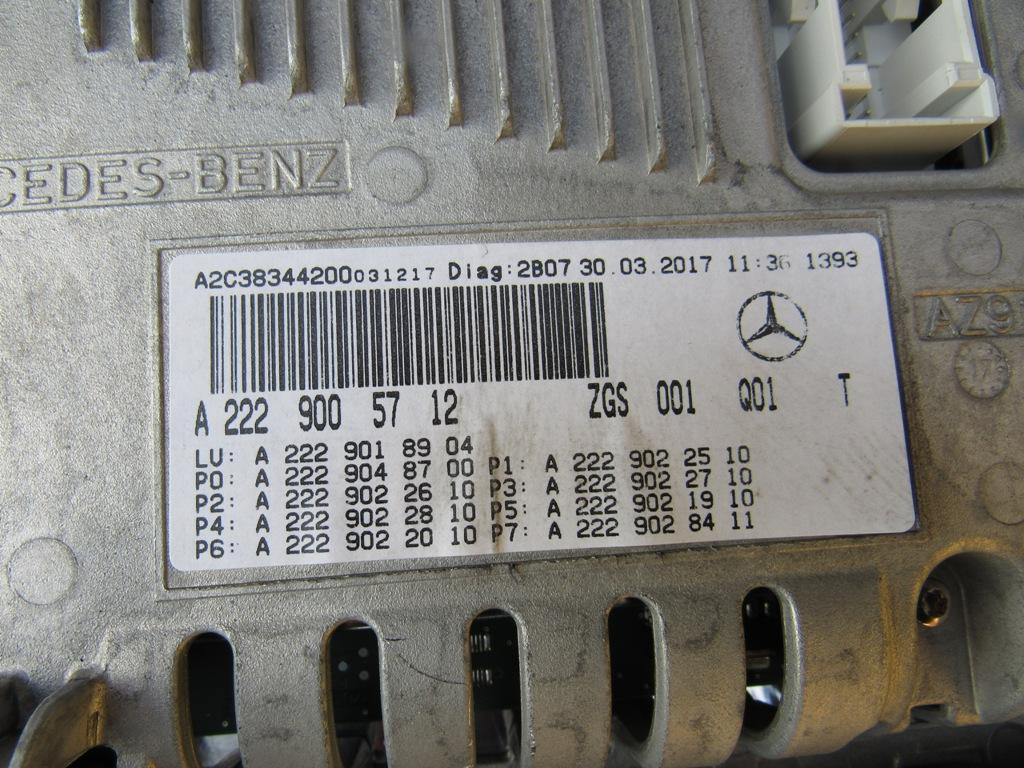 CEDES-BENZ
A2C38344200031217 Diag:2B07 30.03.2017 11:36 1393
AZ9
A 222 900 57 12 ZGS 001 Q01 T
LU: A 222 901 89 04
P0: A 222 904 87 00 P1: A 222 902 25 10
P2: A 222 902 26 10 P3: A 222 902 27 10
P4: A 222 902 28 10 P5: A 222 902 19 10
P6: A 222 902 20 10 P7: A 222 902 84 11